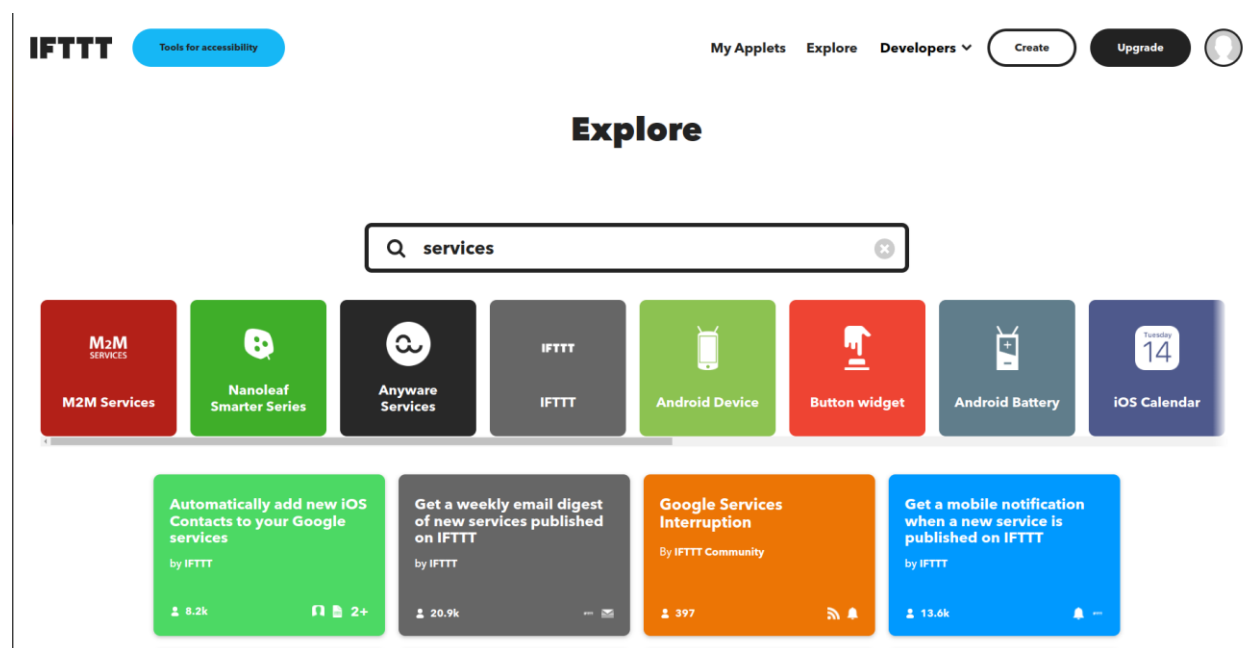 IFTTT
Tools for accessibility
My Applets
Explore
Developers
Create
Upgrade
Explore
services
M2M
SERVICES
M2M Services
Nanoleaf
Smarter Series
Anyware
Services
IFTTT
IFTTT
Android Device
Button widget
Android Battery
Tuesday
14
iOS Calendar
Automatically add new iOS
Contacts to your Google
services
by IFTTT
8.2k
2+
Get a weekly email digest
of new services published
on IFTTT
by IFTTT
20.9k
Google Services
Interruption
By IFTTT Community
397
Get a mobile notification
when a new service is
published on IFTTT
by IFTTT
13.6k